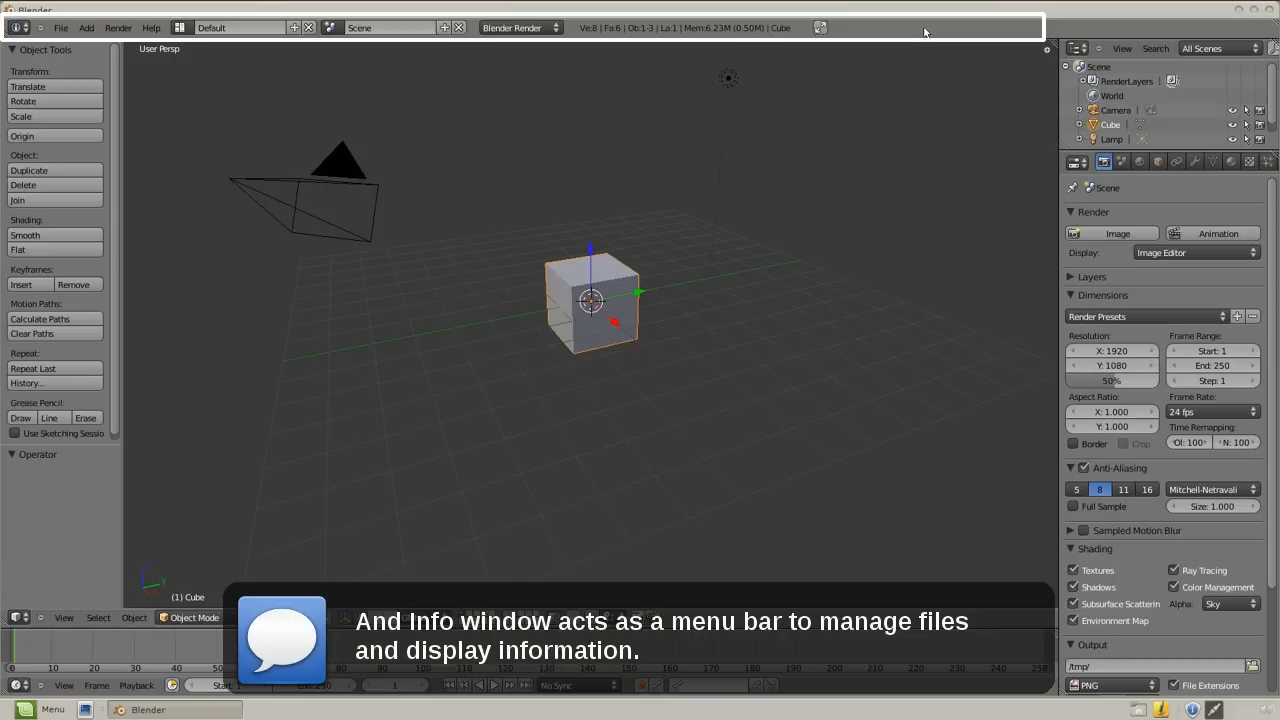 Blender
File Add Render Help Default Scene Blender Render Ve:8 | Fa:6 | Ob:1-3 | La:1 | Mem:6.23M (0.50M) | Cube
Object Tools
Transform:
Translate
Rotate
Scale
Origin
Object:
Duplicate
Delete
Join
Shading:
Smooth
Flat
Keyframes:
Insert Remove
Motion Paths:
Calculate Paths
Clear Paths
Repeat:
Repeat Last
History...
Grease Pencil:
Draw Line Erase
Use Sketching Sessio
Operator
User Persp
(1) Cube
View Select Object Object Mode
And Info window acts as a menu bar to manage files
and display information.
View Search All Scenes
Scene
RenderLayers
World
Camera
Cube
Lamp
Scene
Render
Image Animation
Display: Image Editor
Layers
Dimensions
Render Presets
Resolution: Frame Range:
X: 1920 Start: 1
Y: 1080 End: 250
50% Step: 1
Aspect Ratio: Frame Rate:
X: 1.000 24 fps
Y: 1.000 Time Remapping:
Border Crop OI: 100 N: 100
Anti-Aliasing
5 8 11 16 Mitchell-Netravali
Full Sample Size: 1.000
Sampled Motion Blur
Shading
Textures Ray Tracing
Shadows Color Management
Subsurface Scatterin Alpha: Sky
Environment Map
Output
/tmp/
PNG File Extensions
0 10 20 30 40 50 60 70 80 90 100 110 120 130 140 150 160 170 180 190 200 210 220 230 240 250
View Frame Playback Start: 1 End: 250 1 No Sync
Menu Blender